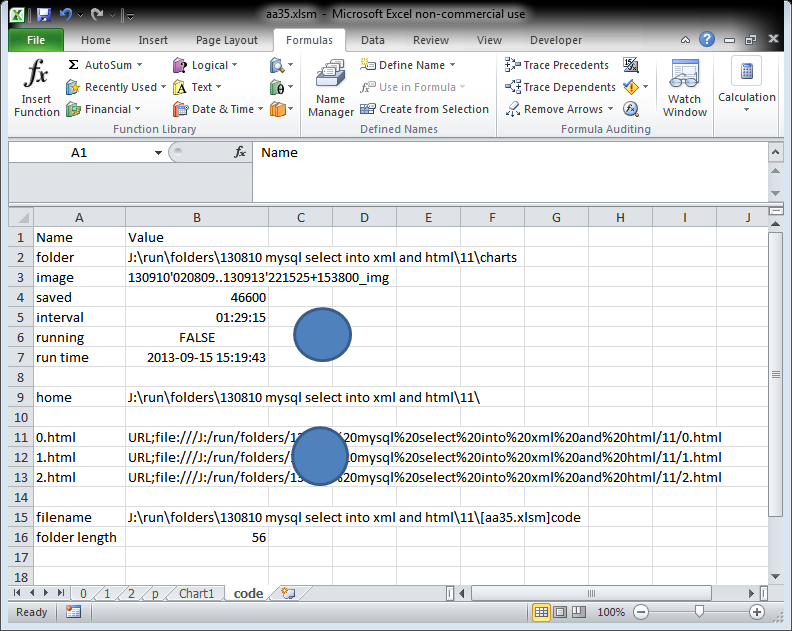 aa35.xlsm - Microsoft Excel non-commercial use
File Home Insert Page Layout Formulas Data Review View Developer
Insert Function
Σ AutoSum
Recently Used
Financial
Logical
Text
Date & Time
Function Library
Name Manager
Define Name
Use in Formula
Create from Selection
Defined Names
Trace Precedents
Trace Dependents
Remove Arrows
Formula Auditing
Watch Window
Calculation
A1 fx Name
A B C D E F G H I J
1 Name Value
2 folder J:\run\folders\130810 mysql select into xml and html\11\charts
3 image 130910'020809..130913'221525+153800_img
4 saved 46600
5 interval 01:29:15
6 running FALSE
7 run time 2013-09-15 15:19:43
8
9 home J:\run\folders\130810 mysql select into xml and html\11\
10
11 0.html URL;file:///J:/run/folders/13 %20mysql%20select%20into%20xml%20and%20html/11/0.html
12 1.html URL;file:///J:/run/folders/ 20mysql%20select%20into%20xml%20and%20html/11/1.html
13 2.html URL;file:///J:/run/folders/13 %20mysql%20select%20into%20xml%20and%20html/11/2.html
14
15 filename J:\run\folders\130810 mysql select into xml and html\11\[aa35.xlsm]code
16 folder length 56
17
18
0 1 2 p Chart1 code
Ready 100%